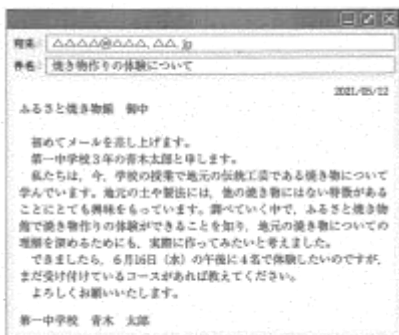 宛先： △△△△@△△△.△△.jp
件名： 焼き物作りの体験について
2021/05/12
ふるさと焼き物館　御中
初めてメールを差し上げます。
第一中学校３年の青木太郎と申します。
私たちは、今、学校の授業で地元の伝統工芸である焼き物について
学んでいます。地元の土や製法には、他の焼き物にはない特徴がある
ことにとても興味をもっています。調べていく中で、ふるさと焼き物
館で焼き物作りの体験ができることを知り、地元の焼き物についての
理解を深めるためにも、実際に作ってみたいと考えました。
できましたら、６月16日（水）の午後に４名で体験したいのですが、
まだ受け付けているコースがあれば教えてください。
よろしくお願いいたします。
第一中学校　青木　太郎